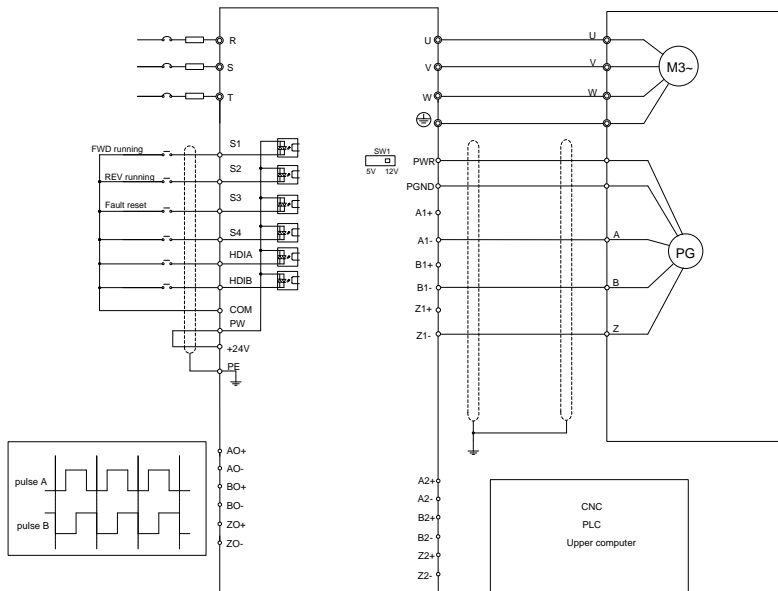 R
S
T
FWD running
REV running
Fault reset
S1
S2
S3
S4
HDIA
HDIB
COM
PW
+24V
PE
pulse A
pulse B
AO+
AO-
BO+
BO-
ZO+
ZO-
U
V
W
SW1
5V 12V
PWR
PGND
A1+
A1-
B1+
B1-
Z1+
Z1-
A2+
A2-
B2+
B2-
Z2+
Z2-
U
V
W
M3~
A
B
Z
PG
CNC
PLC
Upper computer